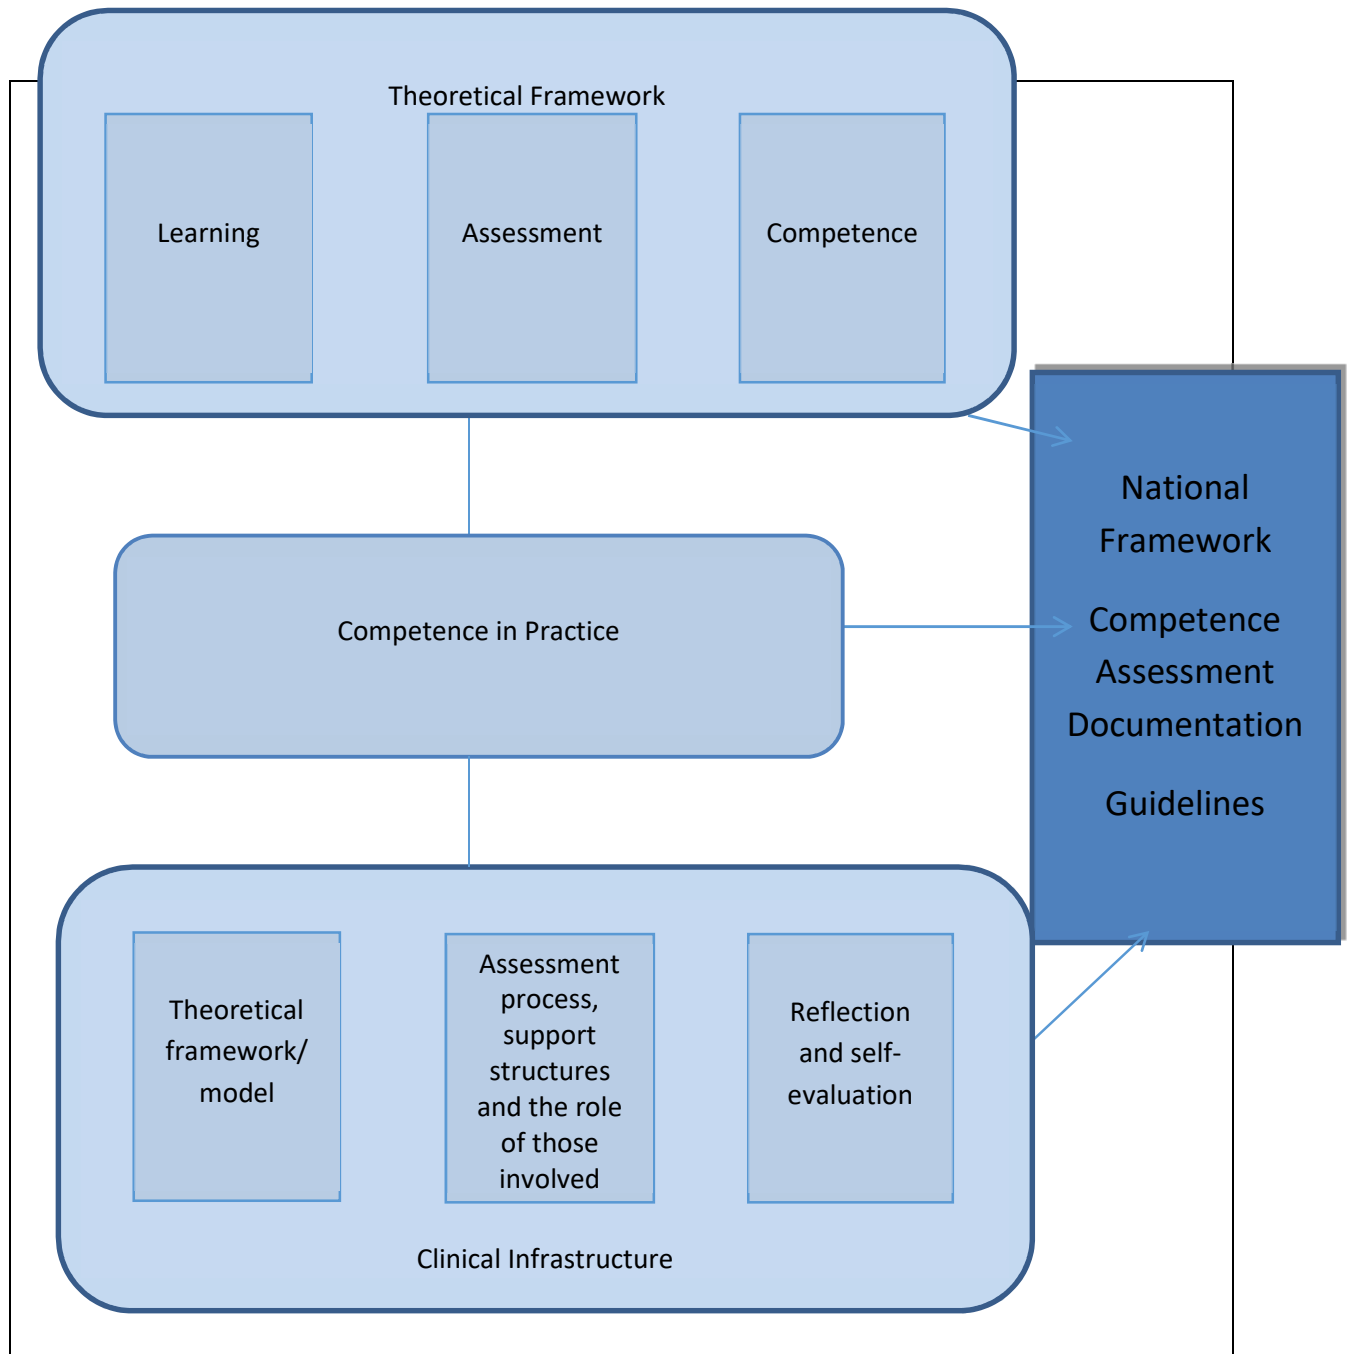 Theoretical Framework
Learning
Assessment
Competence
National
Framework
Competence
Assessment
Documentation
Guidelines
Competence in Practice
Theoretical
framework/
model
Assessment
process,
support
structures
and the role
of those
involved
Reflection
and self-
evaluation
Clinical Infrastructure